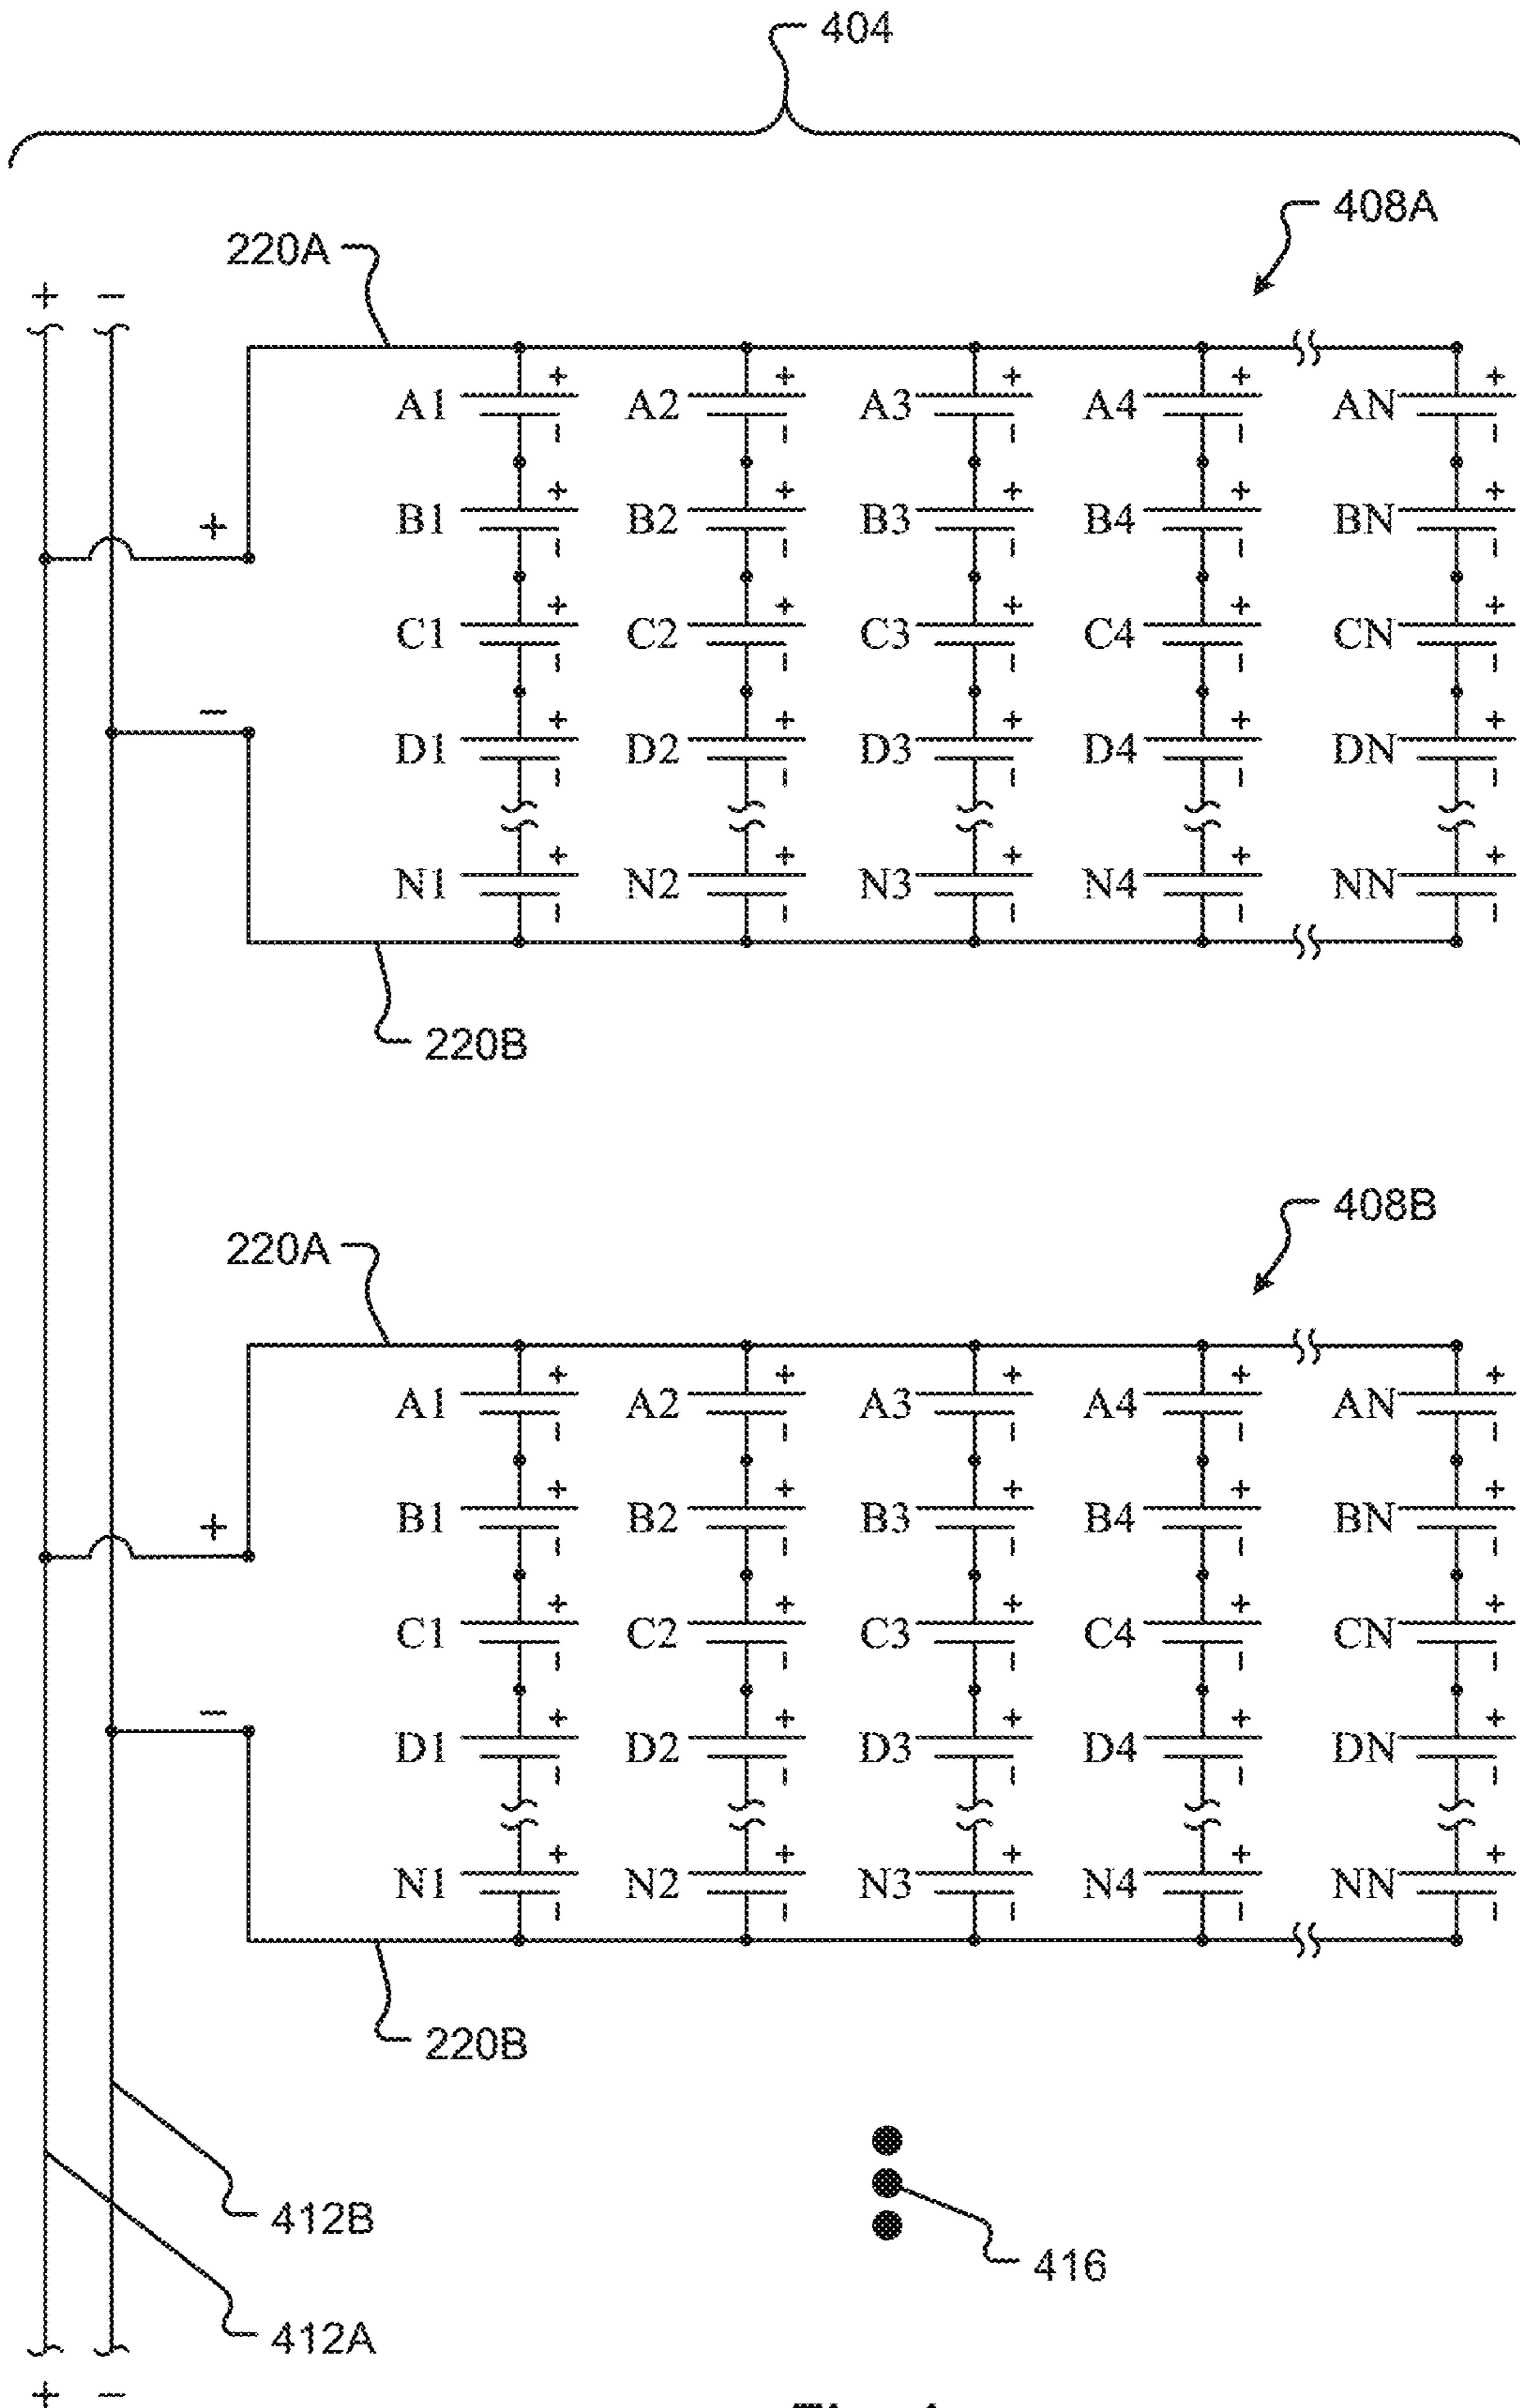 404
408A
220A
+ −
+ + + + +
A1 A2 A3 A4 AN
− − − − −
+ + + + +
B1 B2 B3 B4 BN
+
− − − − −
+ + + + +
C1 C2 C3 C4 CN
− − − − −
−
+ + + + +
D1 D2 D3 D4 DN
− − − − −
+ + + + +
N1 N2 N3 N4 NN
− − − − −
220B
408B
220A
+ + + + +
A1 A2 A3 A4 AN
− − − − −
+ + + + +
B1 B2 B3 B4 BN
+
− − − − −
+ + + + +
C1 C2 C3 C4 CN
− − − − −
−
+ + + + +
D1 D2 D3 D4 DN
− − − − −
+ + + + +
N1 N2 N3 N4 NN
− − − − −
220B
412B
416
412A
+ −